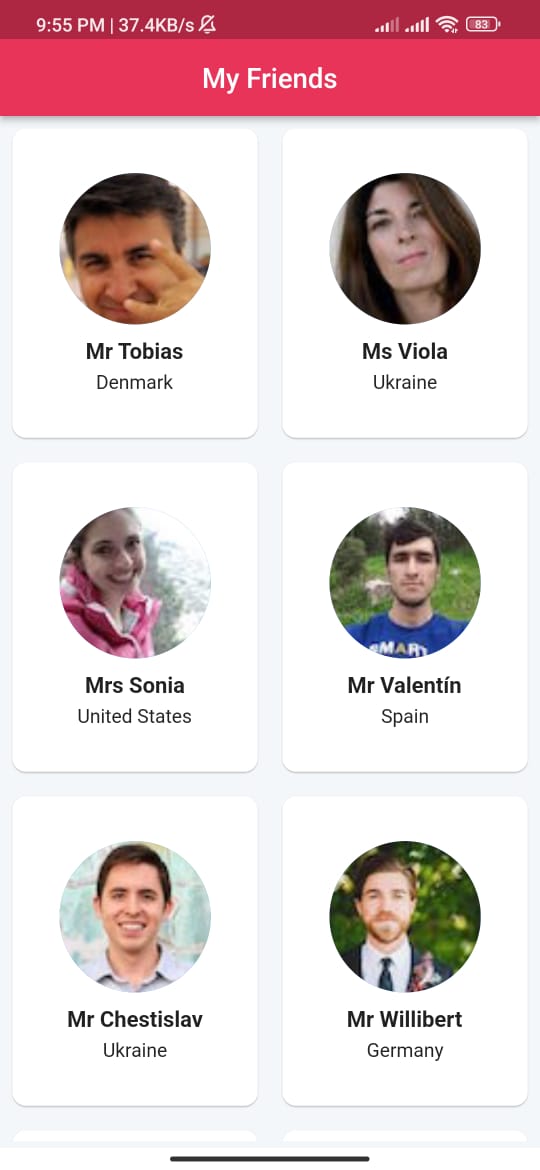 9:55 PM | 37.4KB/s
83
My Friends
Mr Tobias
Denmark
Ms Viola
Ukraine
Mrs Sonia
United States
Mr Valentín
Spain
SMART
Mr Chestislav
Ukraine
Mr Willibert
Germany